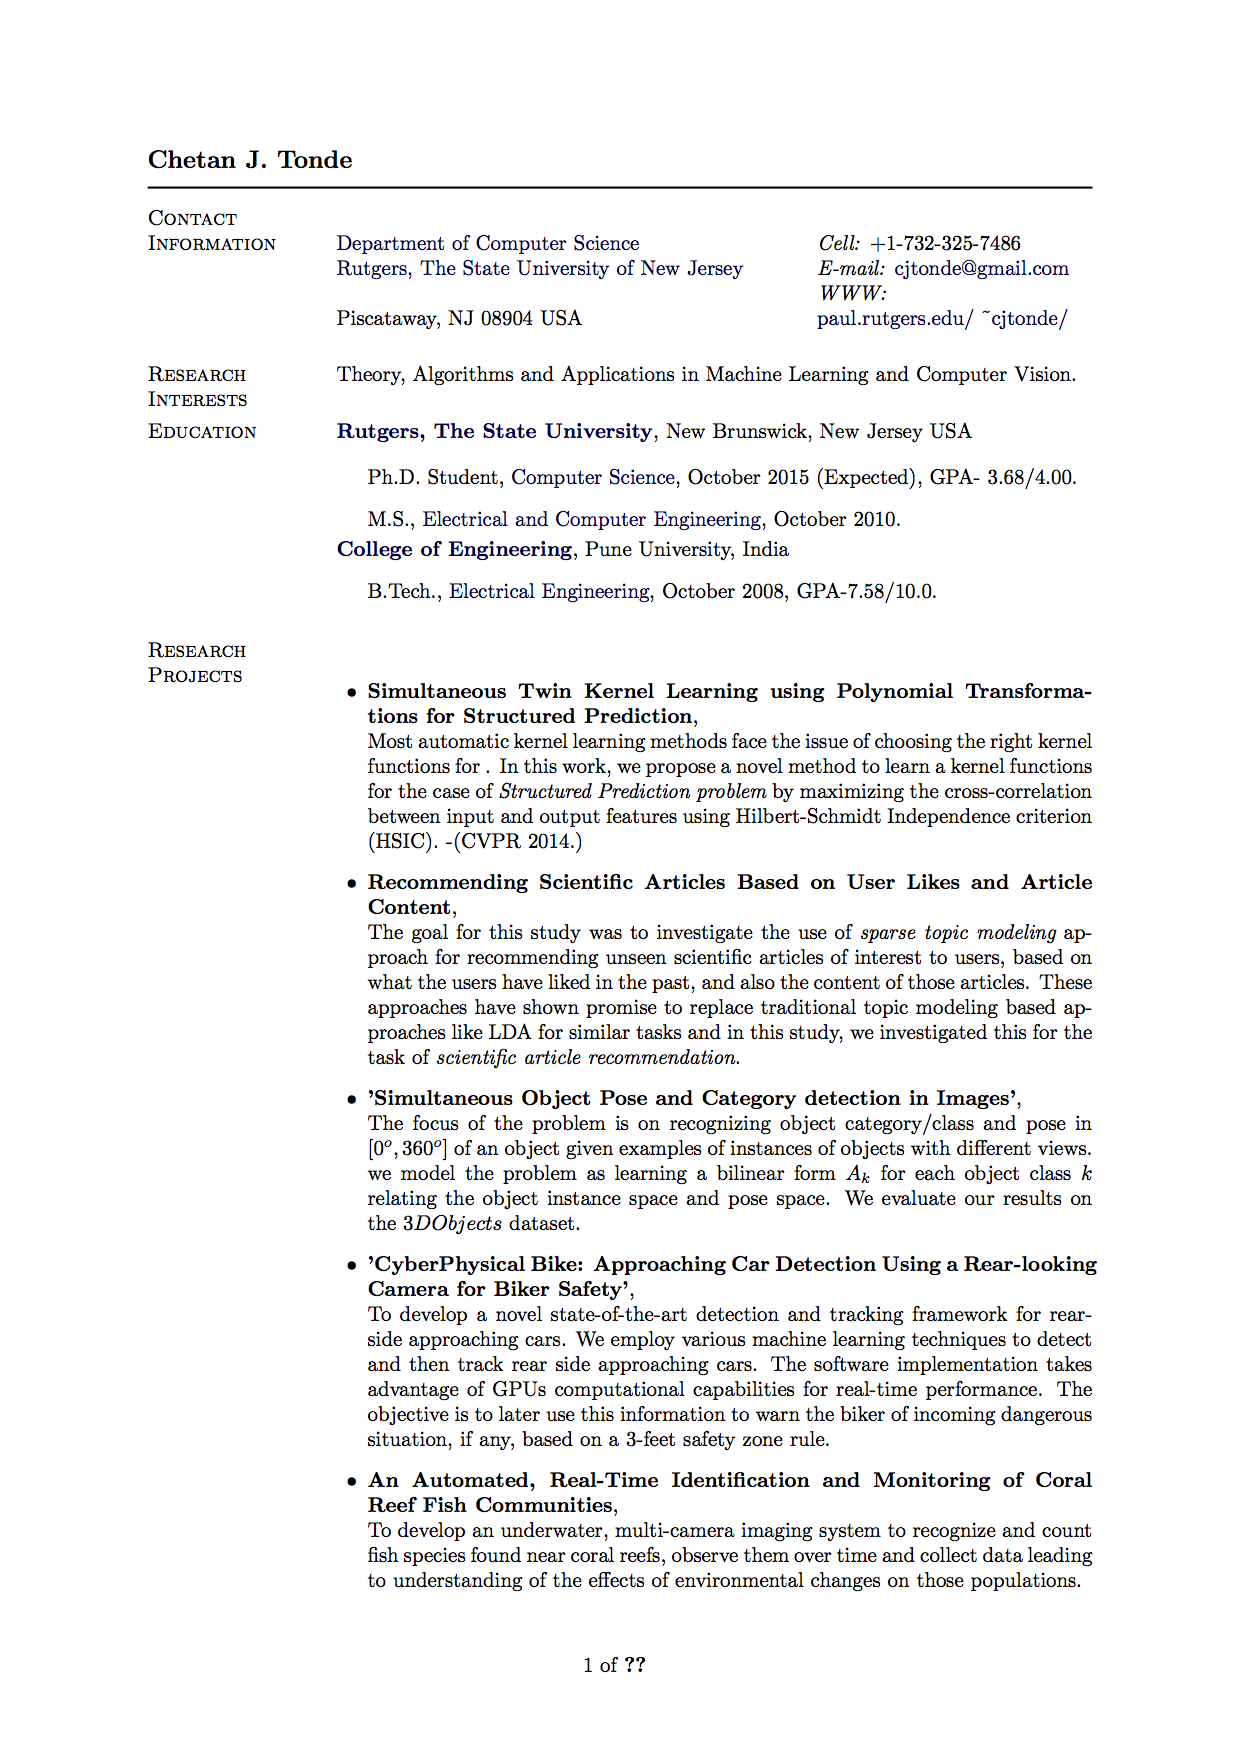 Chetan J. Tonde
Contact
Information
Department of Computer Science
Rutgers, The State University of New Jersey
Piscataway, NJ 08904 USA
Cell: +1-732-325-7486
E-mail: cjtonde@gmail.com
WWW:
paul.rutgers.edu/ ~cjtonde/
Research
Interests
Theory, Algorithms and Applications in Machine Learning and Computer Vision.
Education
Rutgers, The State University, New Brunswick, New Jersey USA
Ph.D. Student, Computer Science, October 2015 (Expected), GPA- 3.68/4.00.
M.S., Electrical and Computer Engineering, October 2010.
College of Engineering, Pune University, India
B.Tech., Electrical Engineering, October 2008, GPA-7.58/10.0.
Research
Projects
• Simultaneous Twin Kernel Learning using Polynomial Transforma-
tions for Structured Prediction,
Most automatic kernel learning methods face the issue of choosing the right kernel
functions for . In this work, we propose a novel method to learn a kernel functions
for the case of Structured Prediction problem by maximizing the cross-correlation
between input and output features using Hilbert-Schmidt Independence criterion
(HSIC). -(CVPR 2014.)
• Recommending Scientific Articles Based on User Likes and Article
Content,
The goal for this study was to investigate the use of sparse topic modeling ap-
proach for recommending unseen scientific articles of interest to users, based on
what the users have liked in the past, and also the content of those articles. These
approaches have shown promise to replace traditional topic modeling based ap-
proaches like LDA for similar tasks and in this study, we investigated this for the
task of scientific article recommendation.
• ’Simultaneous Object Pose and Category detection in Images’,
The focus of the problem is on recognizing object category/class and pose in
[0°, 360°] of an object given examples of instances of objects with different views.
we model the problem as learning a bilinear form Aₖ for each object class k
relating the object instance space and pose space. We evaluate our results on
the 3DObjects dataset.
• ’CyberPhysical Bike: Approaching Car Detection Using a Rear-looking
Camera for Biker Safety’,
To develop a novel state-of-the-art detection and tracking framework for rear-
side approaching cars. We employ various machine learning techniques to detect
and then track rear side approaching cars. The software implementation takes
advantage of GPUs computational capabilities for real-time performance. The
objective is to later use this information to warn the biker of incoming dangerous
situation, if any, based on a 3-feet safety zone rule.
• An Automated, Real-Time Identification and Monitoring of Coral
Reef Fish Communities,
To develop an underwater, multi-camera imaging system to recognize and count
fish species found near coral reefs, observe them over time and collect data leading
to understanding of the effects of environmental changes on those populations.
1 of ??